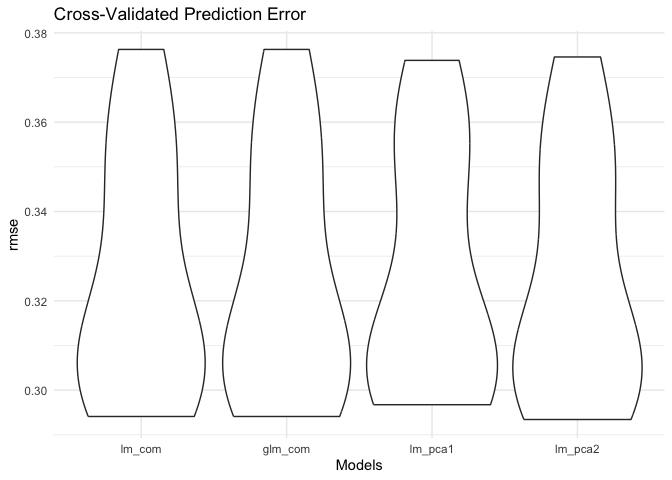 Cross-Validated Prediction Error
0.38
0.36
0.34
0.32
0.30
rmse
lm_com glm_com lm_pca1 lm_pca2
Models